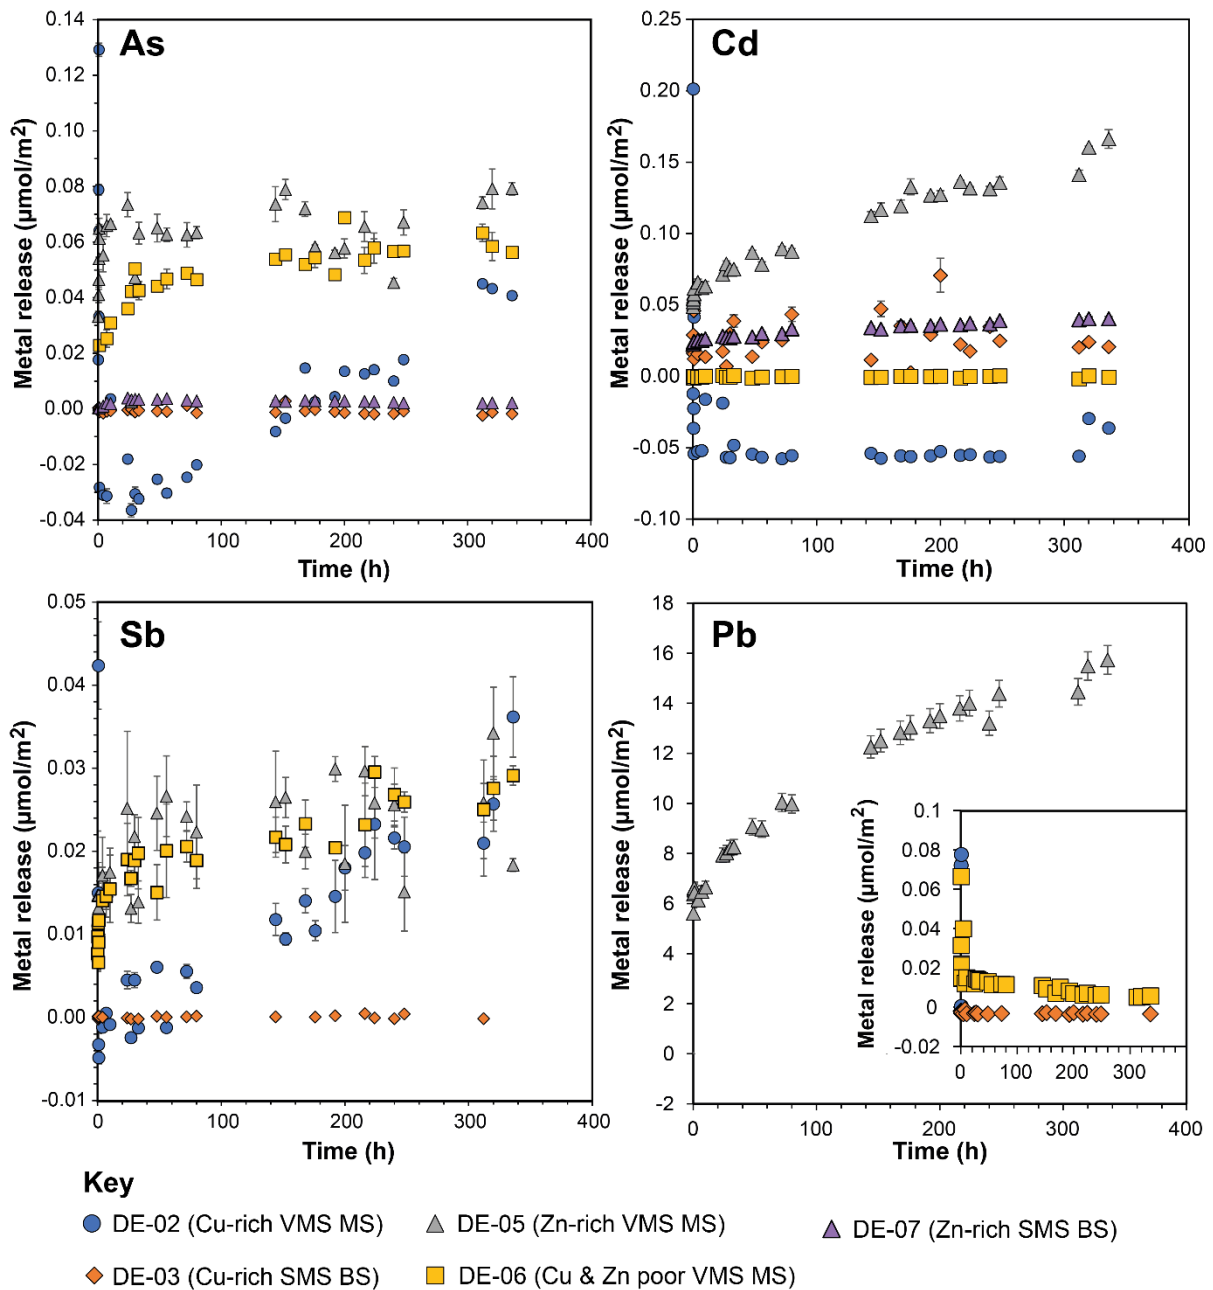 As
0.14
0.12
0.10
0.08
0.06
0.04
0.02
0.00
-0.02
-0.04
Metal release (µmol/m²)
0 100 200 300 400
Time (h)
Cd
0.25
0.20
0.15
0.10
0.05
0.00
-0.05
-0.10
Metal release (µmol/m²)
0 100 200 300 400
Time (h)
Sb
0.05
0.04
0.03
0.02
0.01
0.00
-0.01
Metal release (µmol/m²)
0 100 200 300 400
Time (h)
Pb
18
16
14
12
10
8
6
4
2
0
-2
Metal release (µmol/m²)
0 100 200 300 400
Time (h)
0.1
0.08
0.06
0.04
0.02
0
-0.02
Metal release (µmol/m²)
0 100 200 300
Key
DE-02 (Cu-rich VMS MS) DE-05 (Zn-rich VMS MS) DE-07 (Zn-rich SMS BS)
DE-03 (Cu-rich SMS BS) DE-06 (Cu & Zn poor VMS MS)